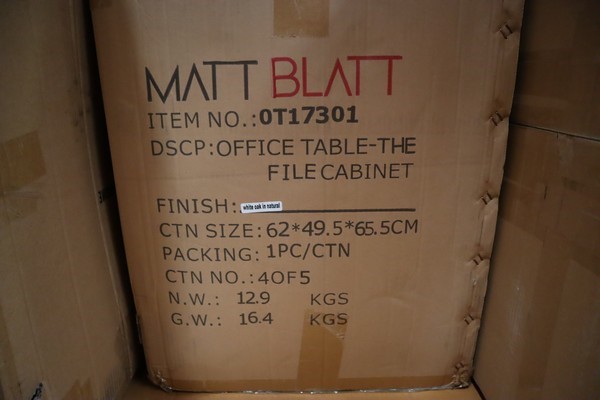 MATT BLATT
ITEM NO.:OT17301
DSCP:OFFICE TABLE-THE
FILE CABINET
FINISH: white oak in natural
CTN SIZE: 62*49.5*65.5CM
PACKING: 1PC/CTN
CTN NO.: 4OF5
N.W.: 12.9 KGS
G.W.: 16.4 KGS